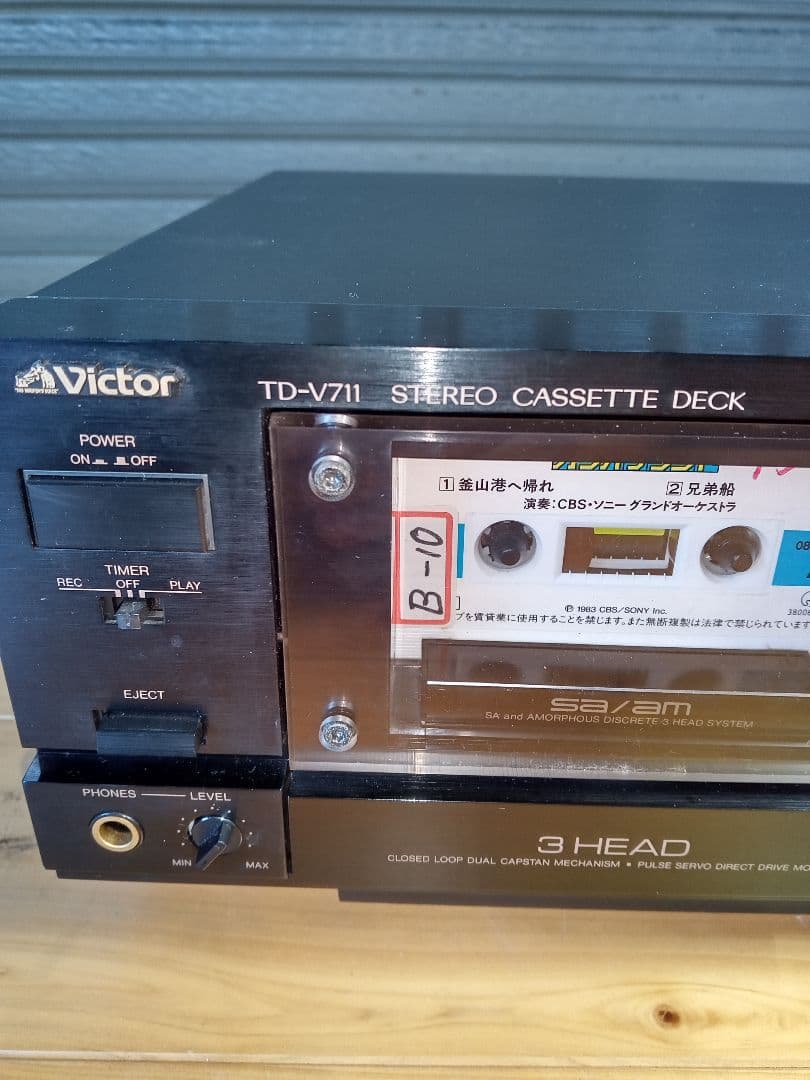 Victor
"HIS MASTER'S VOICE"
TD-V711 STEREO CASSETTE DECK
POWER
ON OFF
TIMER
REC OFF PLAY
EJECT
PHONES LEVEL
MIN MAX
1 釜山港へ帰れ 2 兄弟船
演奏:CBS・ソニーグランドオーケストラ
B-10
08
Ⓟ 1983 CBS/SONY Inc.
プを賃貸業に使用することを禁じます。また無断複製は法律で禁じられています
sa/am
SA and AMORPHOUS DISCRETE 3 HEAD SYSTEM
3 HEAD
CLOSED LOOP DUAL CAPSTAN MECHANISM • PULSE SERVO DIRECT DRIVE MO